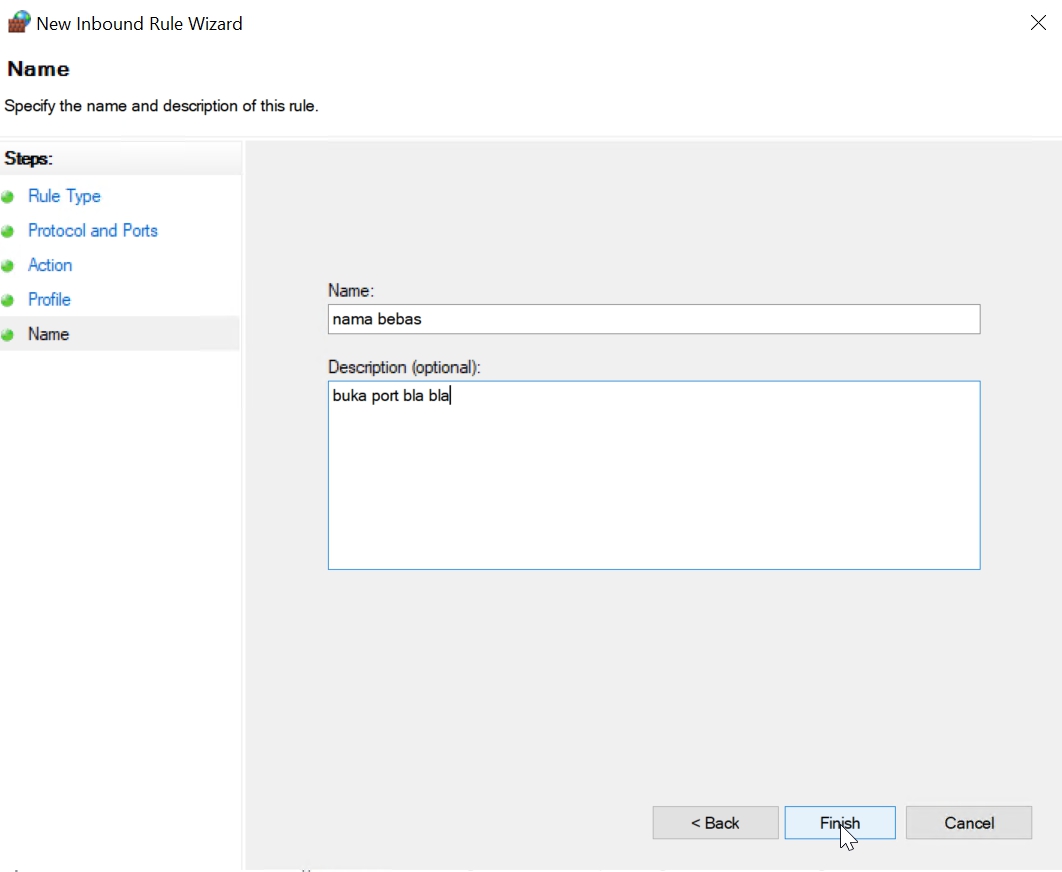 New Inbound Rule Wizard
Name
Specify the name and description of this rule.
Steps:
Rule Type
Protocol and Ports
Action
Profile
Name
Name:
nama bebas
Description (optional):
buka port bla bla
< Back
Finish
Cancel